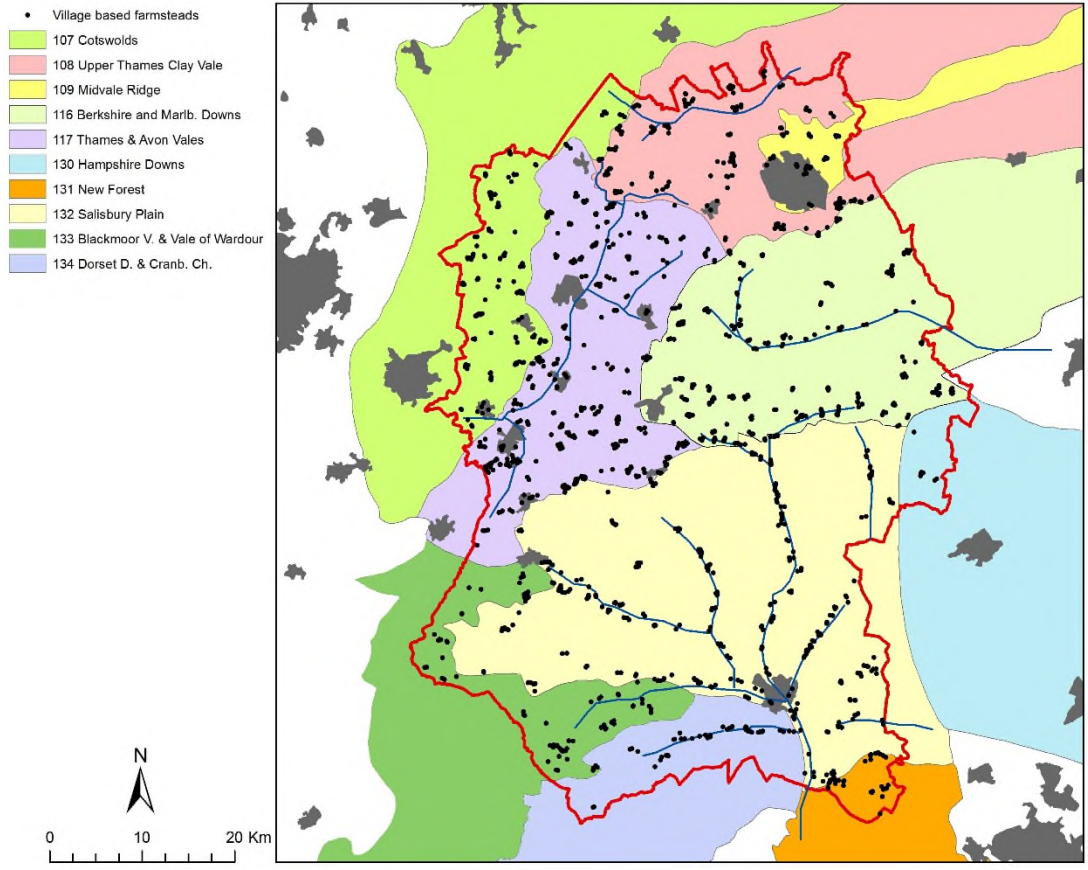 Village based farmsteads
107 Cotswolds
108 Upper Thames Clay Vale
109 Midvale Ridge
116 Berkshire and Marlb. Downs
117 Thames & Avon Vales
130 Hampshire Downs
131 New Forest
132 Salisbury Plain
133 Blackmoor V. & Vale of Wardour
134 Dorset D. & Cranb. Ch.
N
0 10 20 Km